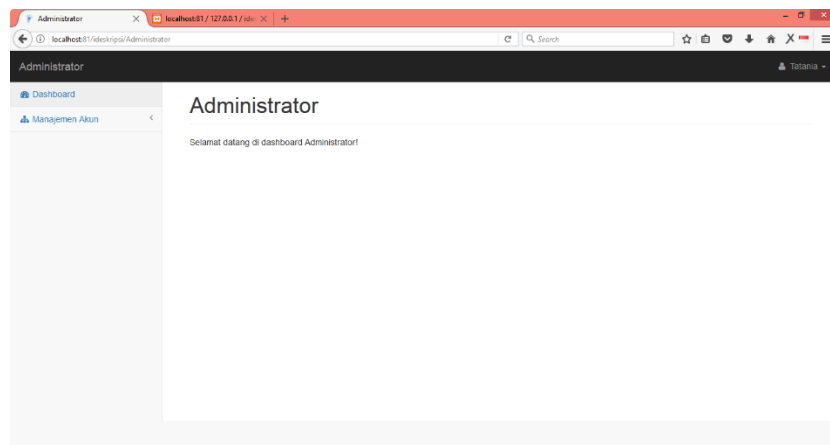 Administrator
localhost:81 / 127.0.0.1 /
localhost:81/ideskripsi/Administrator
Search
Administrator
Tatania
Dashboard
Manajemen Akun
Administrator
Selamat datang di dashboard Administrator!